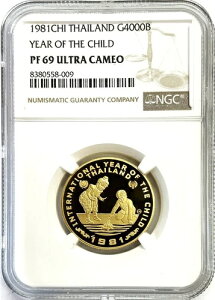 1981CHI THAILAND G4000B
YEAR OF THE CHILD
PF 69 ULTRA CAMEO
8380558-009
NUMISMATIC GUARANTY COMPANY
NGC
INTERNATIONAL YEAR OF THE CHILD
THAILAND
1981